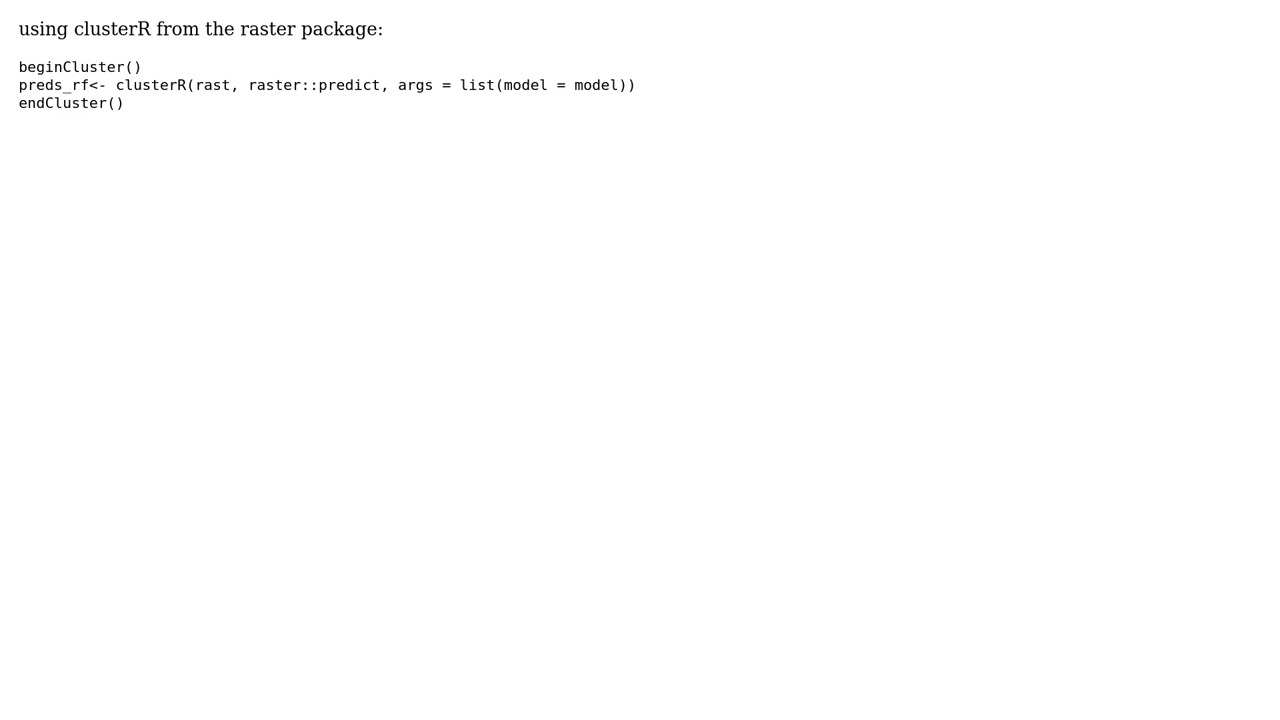 using clusterR from the raster package:
beginCluster()
preds_rf<- clusterR(rast, raster::predict, args = list(model = model))
endCluster()